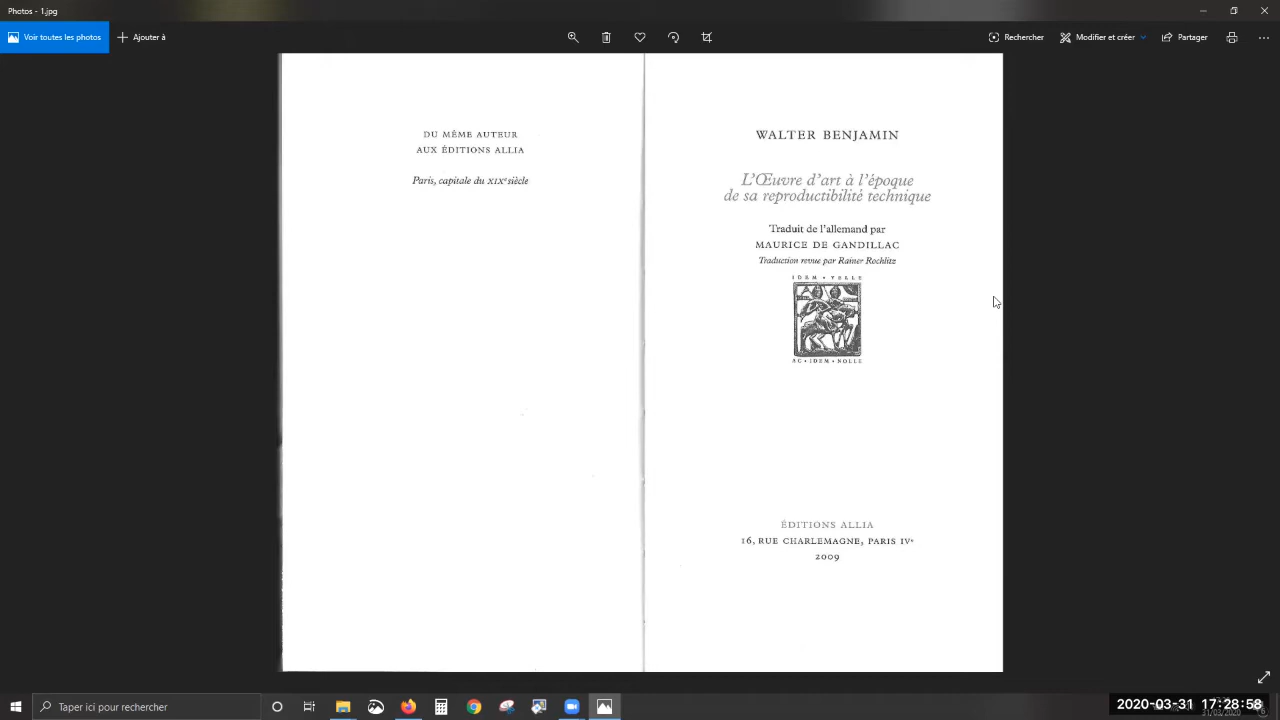 Photos - 1.jpg
Voir toutes les photos
Ajouter à
Rechercher
Modifier et créer
Partager
DU MÊME AUTEUR
AUX ÉDITIONS ALLIA
Paris, capitale du XIXᵉ siècle
WALTER BENJAMIN
L'Œuvre d'art à l'époque
de sa reproductibilité technique
Traduit de l'allemand par
MAURICE DE GANDILLAC
Traduction revue par Rainer Rochlitz
IDEM • VELLE
AC • IDEM • NOLLE
ÉDITIONS ALLIA
16, RUE CHARLEMAGNE, PARIS IVᵉ
2009
Taper ici pour rechercher
2020-03-31 17:28:58
31/03/2020